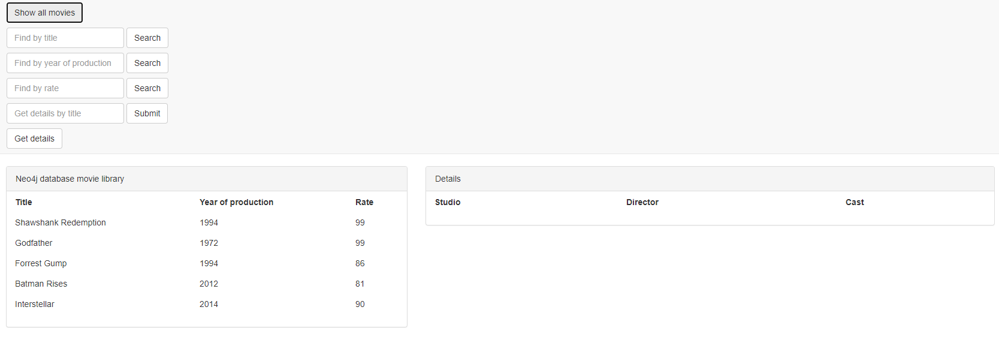 Show all movies
Find by title Search
Find by year of production Search
Find by rate Search
Get details by title Submit
Get details
Neo4j database movie library
Title Year of production Rate
Shawshank Redemption 1994 99
Godfather 1972 99
Forrest Gump 1994 86
Batman Rises 2012 81
Interstellar 2014 90
Details
Studio Director Cast